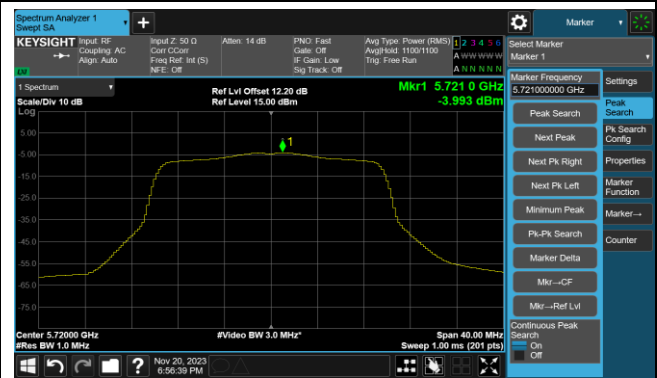 Spectrum Analyzer 1
Swept SA
+
Marker
KEYSIGHT
Input: RF
Coupling: AC
Align: Auto
Input Z: 50 Ω
Corr CCorr
Freq Ref: Int (S)
NFE: Off
Atten: 14 dB
PNO: Fast
Gate: Off
IF Gain: Low
Sig Track: Off
Avg Type: Power (RMS)
Avg|Hold: 1100/1100
Trig: Free Run
1 2 3 4 5 6
A W W W W W
A N N N N N
LXI
Select Marker
Marker 1
1 Spectrum
Scale/Div 10 dB
Log
Ref Lvl Offset 12.20 dB
Ref Level 15.00 dBm
Mkr1 5.721 0 GHz
-3.993 dBm
5.00
-5.00
-15.0
-25.0
-35.0
-45.0
-55.0
-65.0
-75.0
1
Center 5.72000 GHz
#Res BW 1.0 MHz
#Video BW 3.0 MHz*
Span 40.00 MHz
Sweep 1.00 ms (201 pts)
Marker Frequency
5.721000000 GHz
Peak Search
Next Peak
Next Pk Right
Next Pk Left
Minimum Peak
Pk-Pk Search
Marker Delta
Mkr→CF
Mkr→Ref Lvl
Continuous Peak
Search
On
Off
Settings
Peak
Search
Pk Search
Config
Properties
Marker
Function
Marker→
Counter
?
Nov 20, 2023
6:56:39 PM